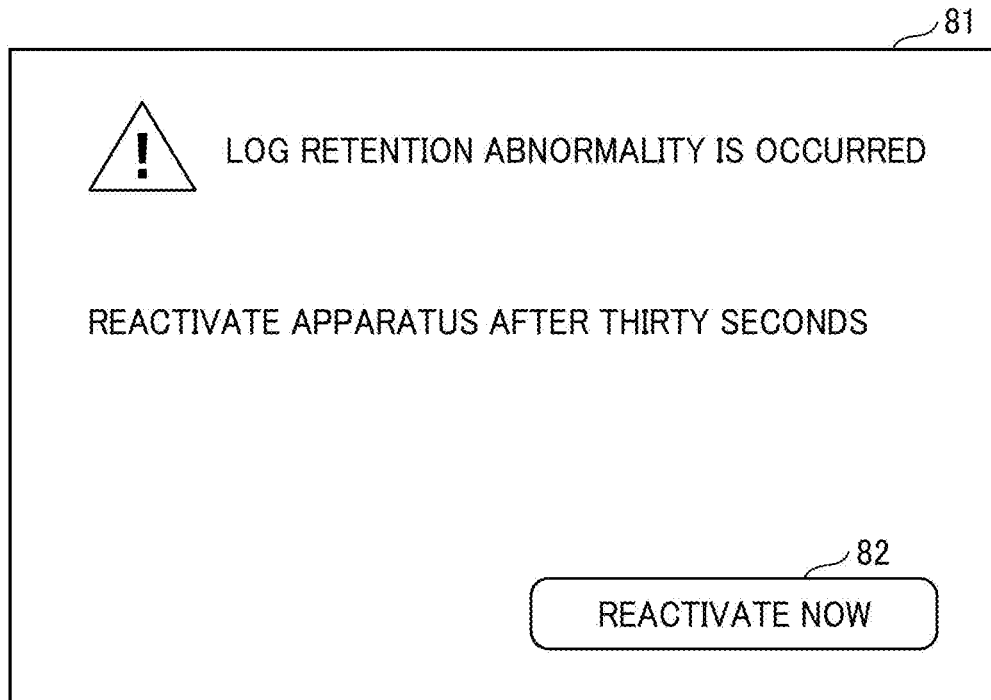 81
! LOG RETENTION ABNORMALITY IS OCCURRED
REACTIVATE APPARATUS AFTER THIRTY SECONDS
82
REACTIVATE NOW